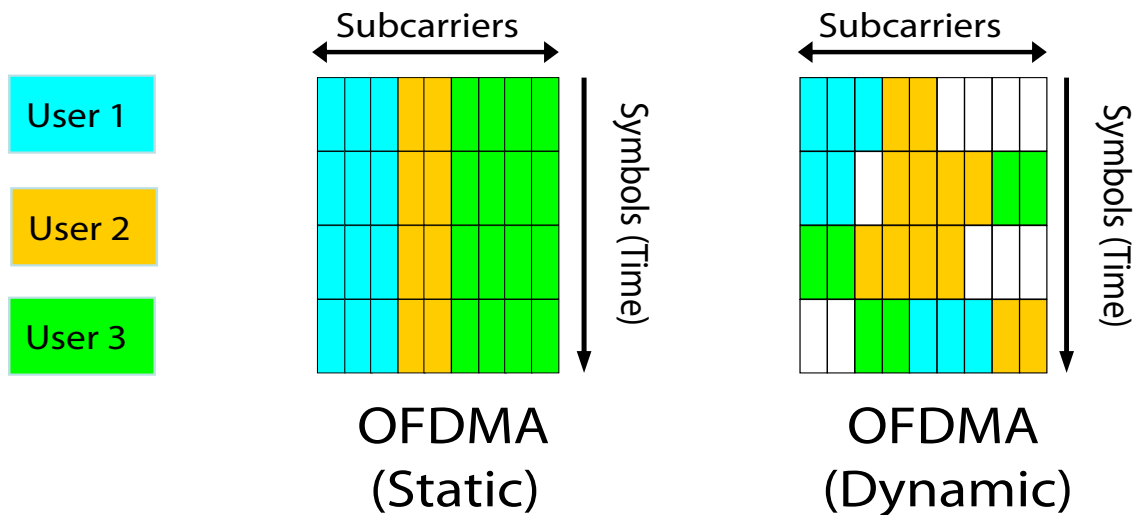 Subcarriers
Subcarriers
User 1
User 2
User 3
Symbols (Time)
Symbols (Time)
OFDMA
(Static)
OFDMA
(Dynamic)